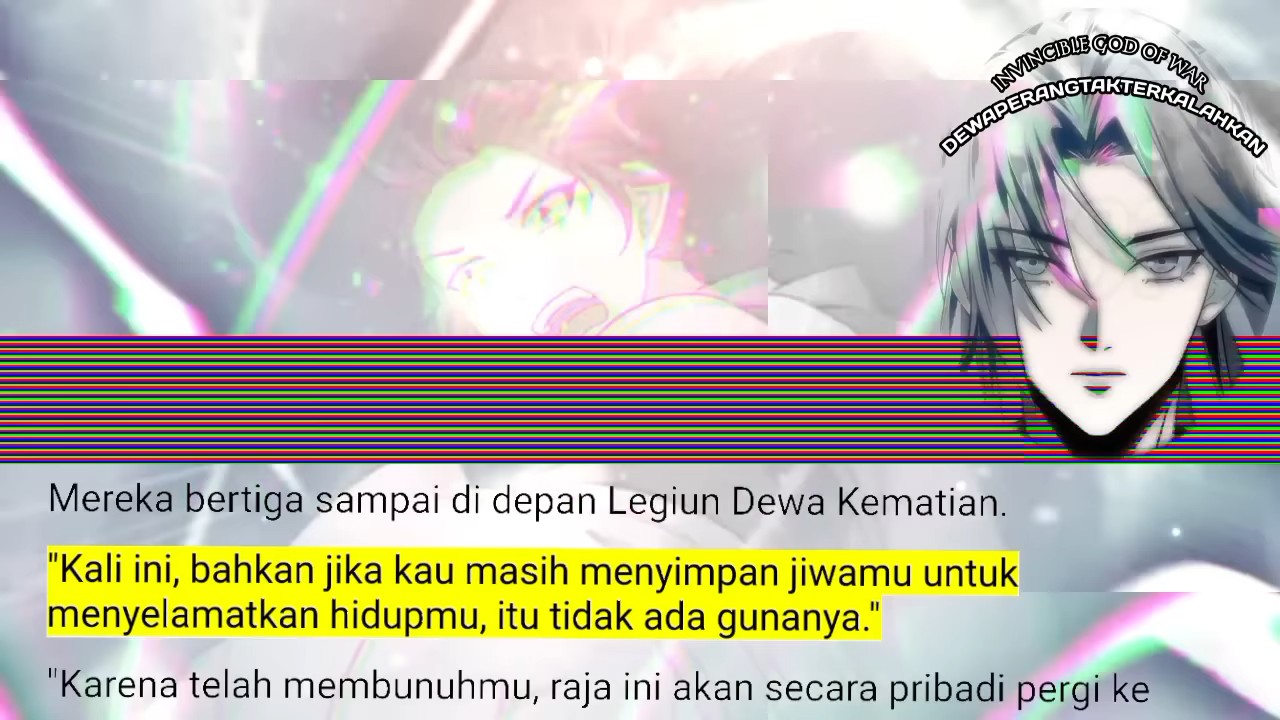 INVINCIBLE GOD OF WAR
DEWAPERANGTAKTERKALAHKAN
Mereka bertiga sampai di depan Legiun Dewa Kematian.
"Kali ini, bahkan jika kau masih menyimpan jiwamu untuk
menyelamatkan hidupmu, itu tidak ada gunanya."
"Karena telah membunuhmu, raja ini akan secara pribadi pergi ke